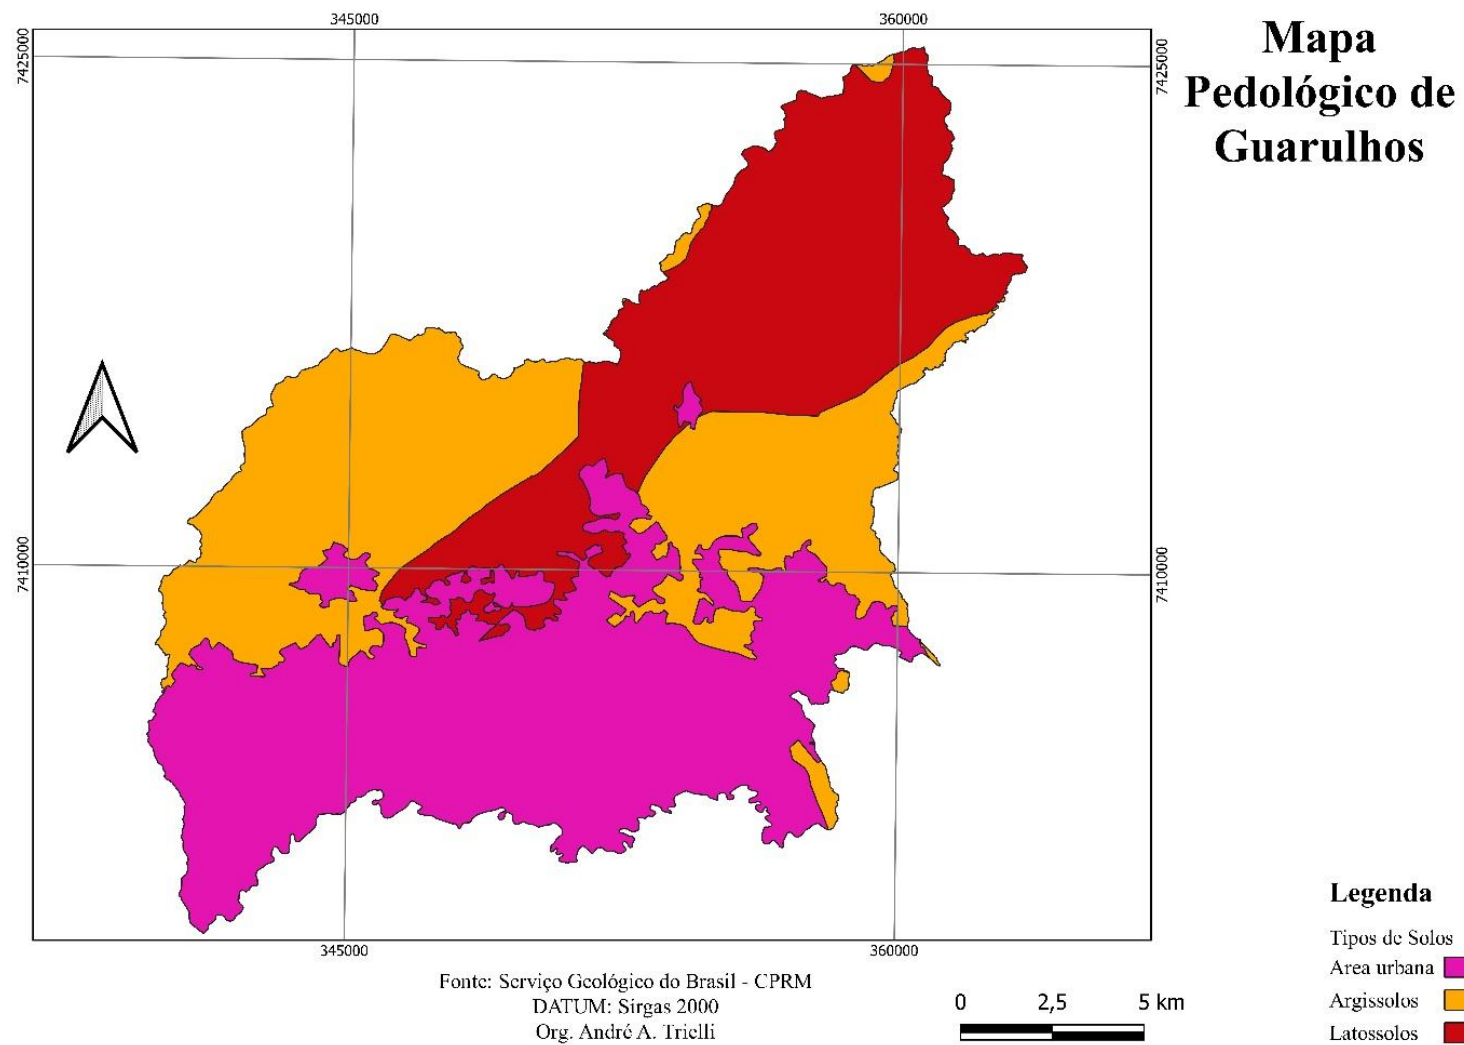 345000
360000
Mapa
Pedológico de
Guarulhos
7425000
7425000
7410000
7410000
345000
360000
Legenda
Tipos de Solos
Area urbana
Argissolos
Latossolos
Fonte: Serviço Geológico do Brasil - CPRM
DATUM: Sirgas 2000
Org. André A. Trielli
0 2,5 5 km